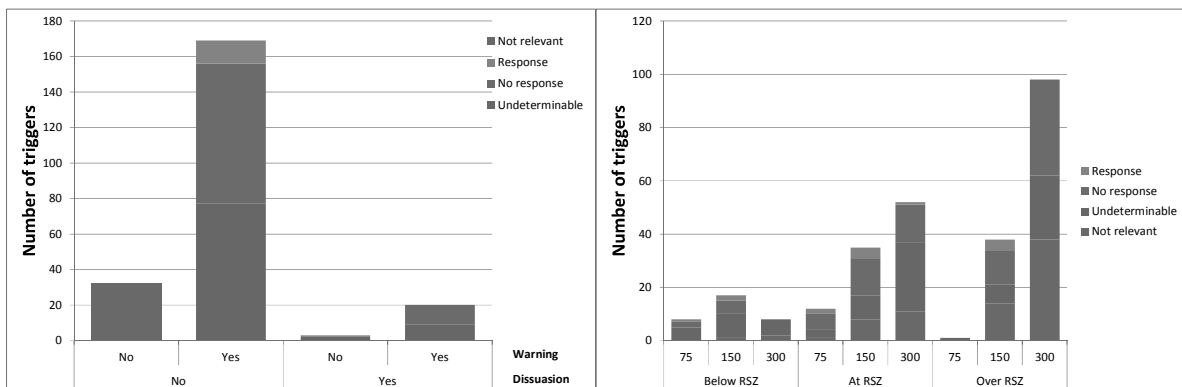 180
160
140
120
100
80
60
40
20
0
Number of triggers
Not relevant
Response
No response
Undeterminable
No Yes No Yes Warning
No Yes Dissuasion
120
100
80
60
40
20
0
Number of triggers
Response
No response
Undeterminable
Not relevant
75 150 300 75 150 300 75 150 300
Below RSZ At RSZ Over RSZ